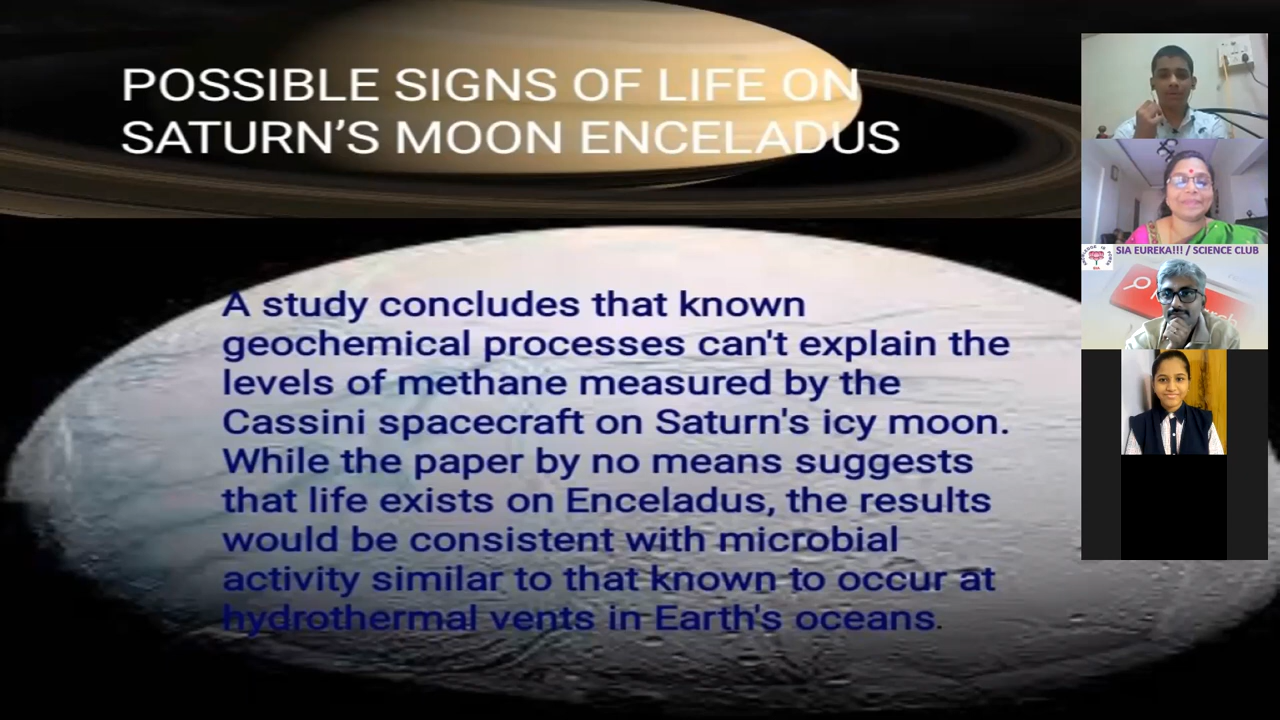 POSSIBLE SIGNS OF LIFE ON
SATURN'S MOON ENCELADUS
A study concludes that known
geochemical processes can't explain the
levels of methane measured by the
Cassini spacecraft on Saturn's icy moon.
While the paper by no means suggests
that life exists on Enceladus, the results
would be consistent with microbial
activity similar to that known to occur at
hydrothermal vents in Earth's oceans.
SIA EUREKA!!! / SCIENCE CLUB